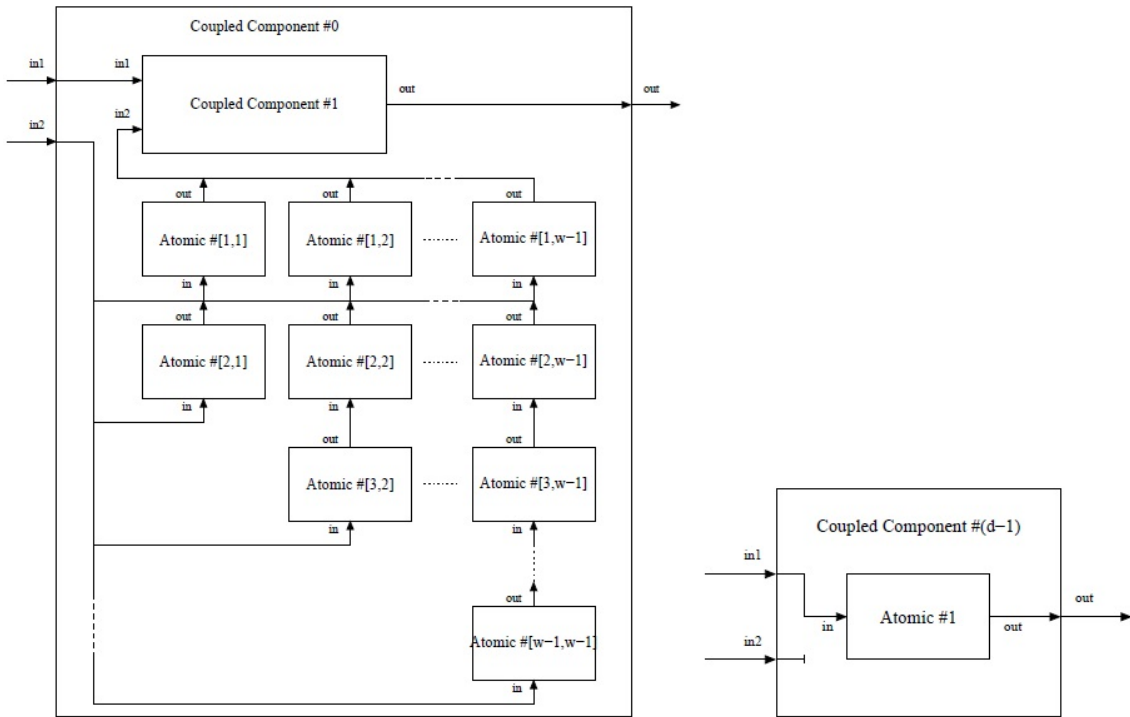 Coupled Component #0
in1
in1
out
out
Coupled Component #1
in2
in2
out
out
out
Atomic #[1,1]
Atomic #[1,2]
Atomic #[1,w−1]
in
in
in
out
out
out
Atomic #[2,1]
Atomic #[2,2]
Atomic #[2,w−1]
in
in
in
out
out
Atomic #[3,2]
Atomic #[3,w−1]
in
in
out
Atomic #[w−1,w−1]
in
Coupled Component #(d−1)
in1
out
Atomic #1
in
out
in2